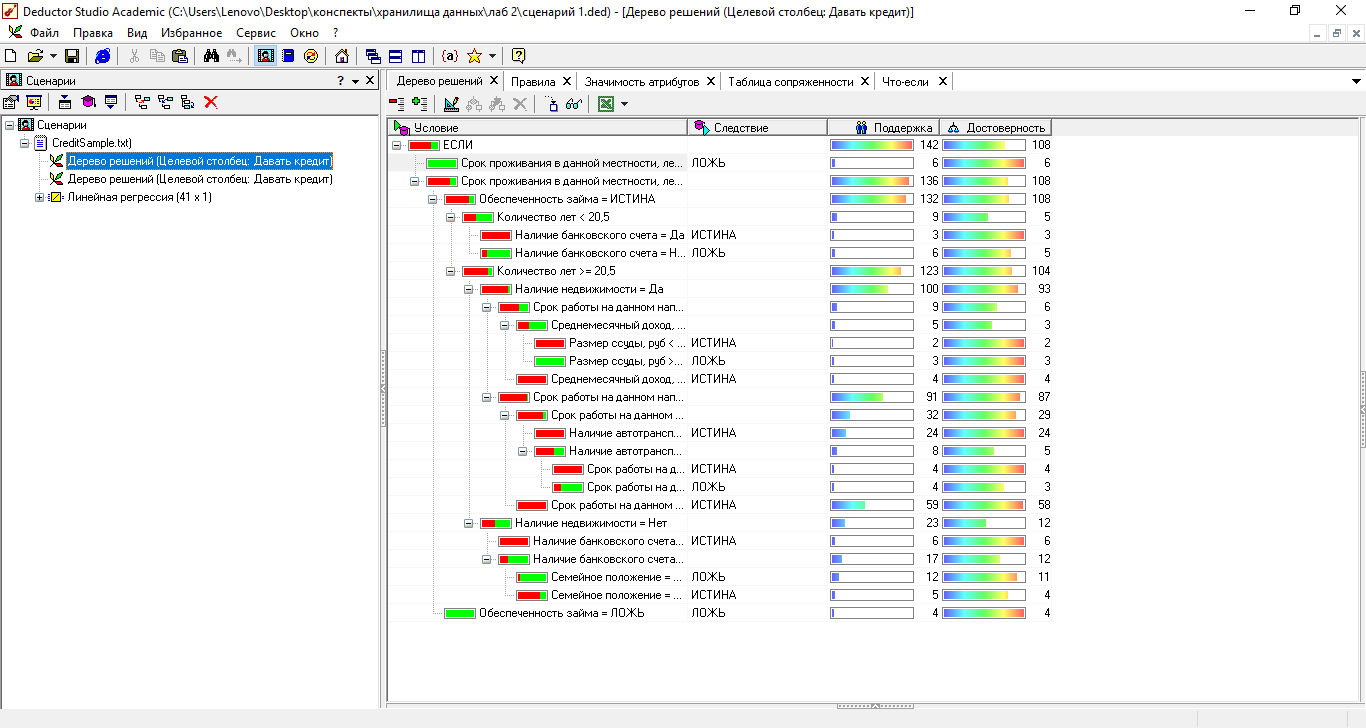 Deductor Studio Academic (C:\Users\Lenovo\Desktop\конспекты\хранилища данных\лаб 2\сценарий 1.ded) - [Дерево решений (Целевой столбец: Давать кредит)]
Файл Правка Вид Избранное Сервис Окно ?
Сценарии
Сценарии
CreditSample.txt)
Дерево решений (Целевой столбец: Давать кредит)
Дерево решений (Целевой столбец: Давать кредит)
Линейная регрессия (41 x 1)
Дерево решений Правила Значимость атрибутов Таблица сопряженности Что-если
Условие Следствие Поддержка Достоверность
ЕСЛИ 142 108
Срок проживания в данной местности, ле... ЛОЖЬ 6 6
Срок проживания в данной местности, ле... 136 108
Обеспеченность займа = ИСТИНА 132 108
Количество лет < 20,5 9 5
Наличие банковского счета = Да ИСТИНА 3 3
Наличие банковского счета = Н... ЛОЖЬ 6 5
Количество лет >= 20,5 123 104
Наличие недвижимости = Да 100 93
Срок работы на данном нап... 9 6
Среднемесячный доход, ... 5 3
Размер ссуды, руб < ... ИСТИНА 2 2
Размер ссуды, руб >... ЛОЖЬ 3 3
Среднемесячный доход, ... ИСТИНА 4 4
Срок работы на данном нап... 91 87
Срок работы на данном ... 32 29
Наличие автотрансп... ИСТИНА 24 24
Наличие автотрансп... 8 5
Срок работы на д... ИСТИНА 4 4
Срок работы на д... ЛОЖЬ 4 3
Срок работы на данном ... ИСТИНА 59 58
Наличие недвижимости = Нет 23 12
Наличие банковского счета... ИСТИНА 6 6
Наличие банковского счета... 17 12
Семейное положение = ... ЛОЖЬ 12 11
Семейное положение = ... ИСТИНА 5 4
Обеспеченность займа = ЛОЖЬ ЛОЖЬ 4 4